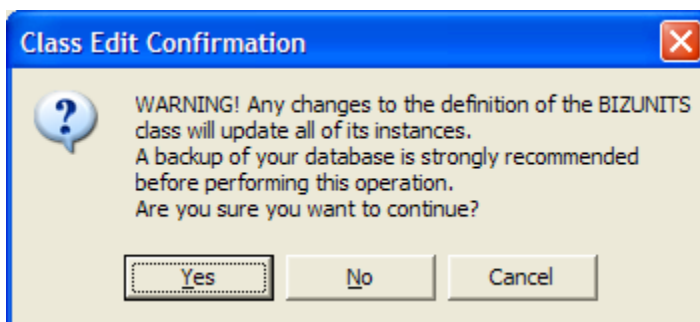 Class Edit Confirmation
WARNING! Any changes to the definition of the BIZUNITS
class will update all of its instances.
A backup of your database is strongly recommended
before performing this operation.
Are you sure you want to continue?
Yes No Cancel